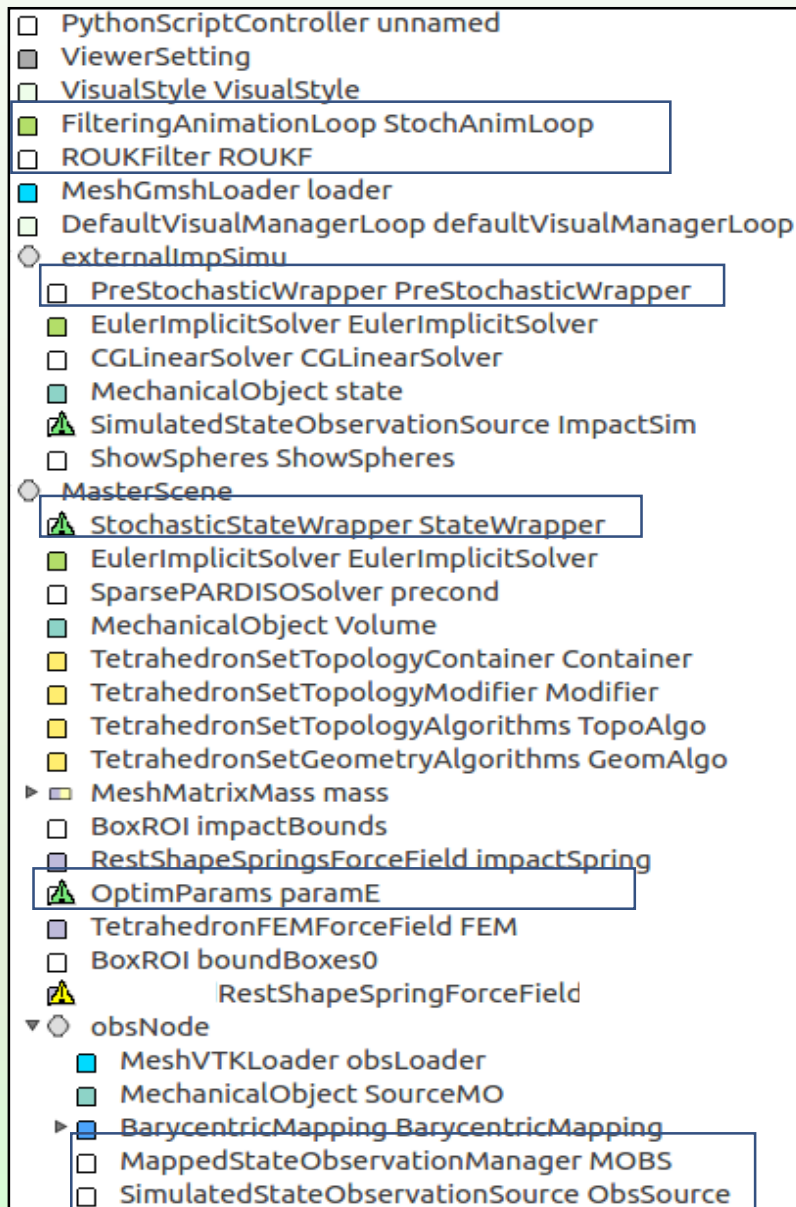 PythonScriptController unnamed
ViewerSetting
VisualStyle VisualStyle
FilteringAnimationLoop StochAnimLoop
ROUKFilter ROUKF
MeshGmshLoader loader
DefaultVisualManagerLoop defaultVisualManagerLoop
externalImpSimu
PreStochasticWrapper PreStochasticWrapper
EulerImplicitSolver EulerImplicitSolver
CGLinearSolver CGLinearSolver
MechanicalObject state
SimulatedStateObservationSource ImpactSim
ShowSpheres ShowSpheres
MasterScene
StochasticStateWrapper StateWrapper
EulerImplicitSolver EulerImplicitSolver
SparsePARDISOSolver precond
MechanicalObject Volume
TetrahedronSetTopologyContainer Container
TetrahedronSetTopologyModifier Modifier
TetrahedronSetTopologyAlgorithms TopoAlgo
TetrahedronSetGeometryAlgorithms GeomAlgo
MeshMatrixMass mass
BoxROI impactBounds
RestShapeSpringsForceField impactSpring
OptimParams paramE
TetrahedronFEMForceField FEM
BoxROI boundBoxes0
RestShapeSpringForceField
obsNode
MeshVTKLoader obsLoader
MechanicalObject SourceMO
BarycentricMapping BarycentricMapping
MappedStateObservationManager MOBS
SimulatedStateObservationSource ObsSource